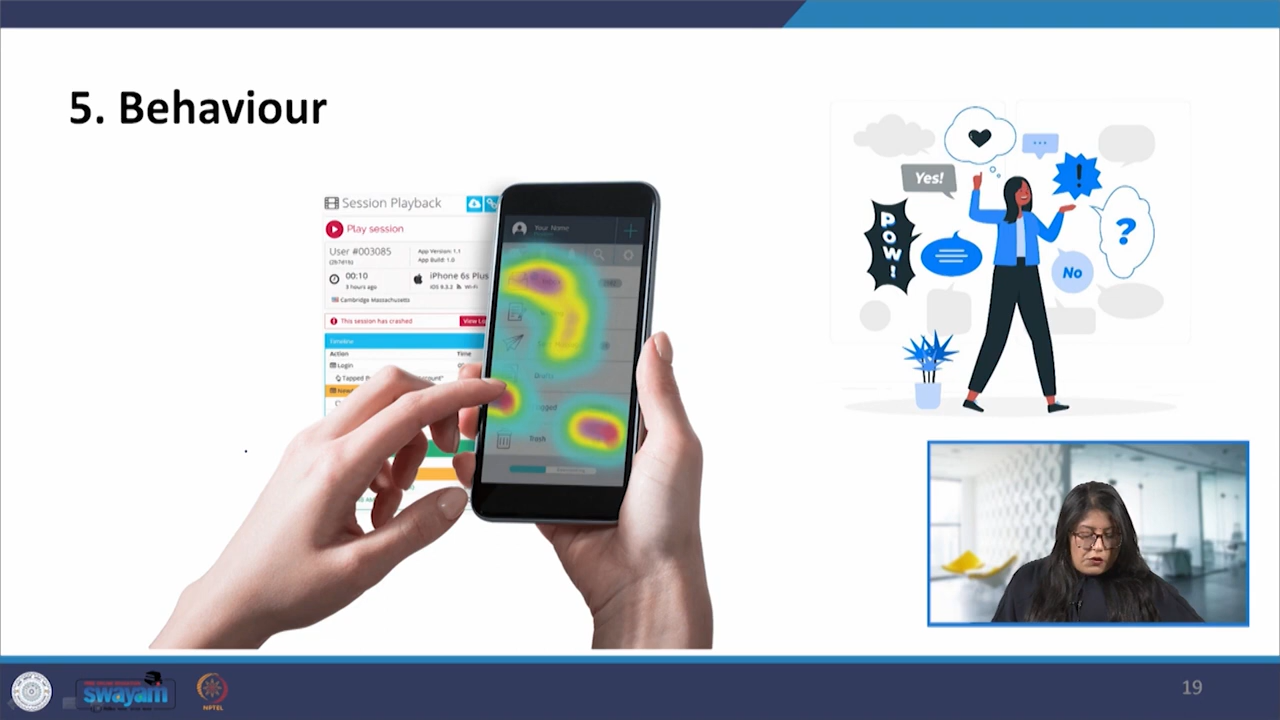 5. Behaviour
Session Playback
Play session
User #003085
App Version: 1.1
App Build: 1.0
00:10
3 hours ago
iPhone 6s Plus
iOS 9.3.2
Wi-Fi
Cambridge Massachusetts
This session has crashed
Timeline
Action
Time
Login
Your Name
Drafts
Trash
Yes!
POW!
!
?
No
swayam
NPTEL
19